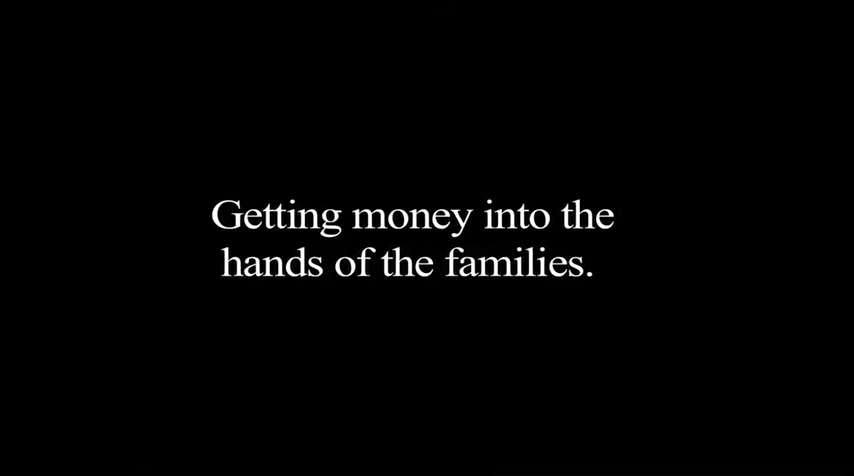 Getting money into the
hands of the families.